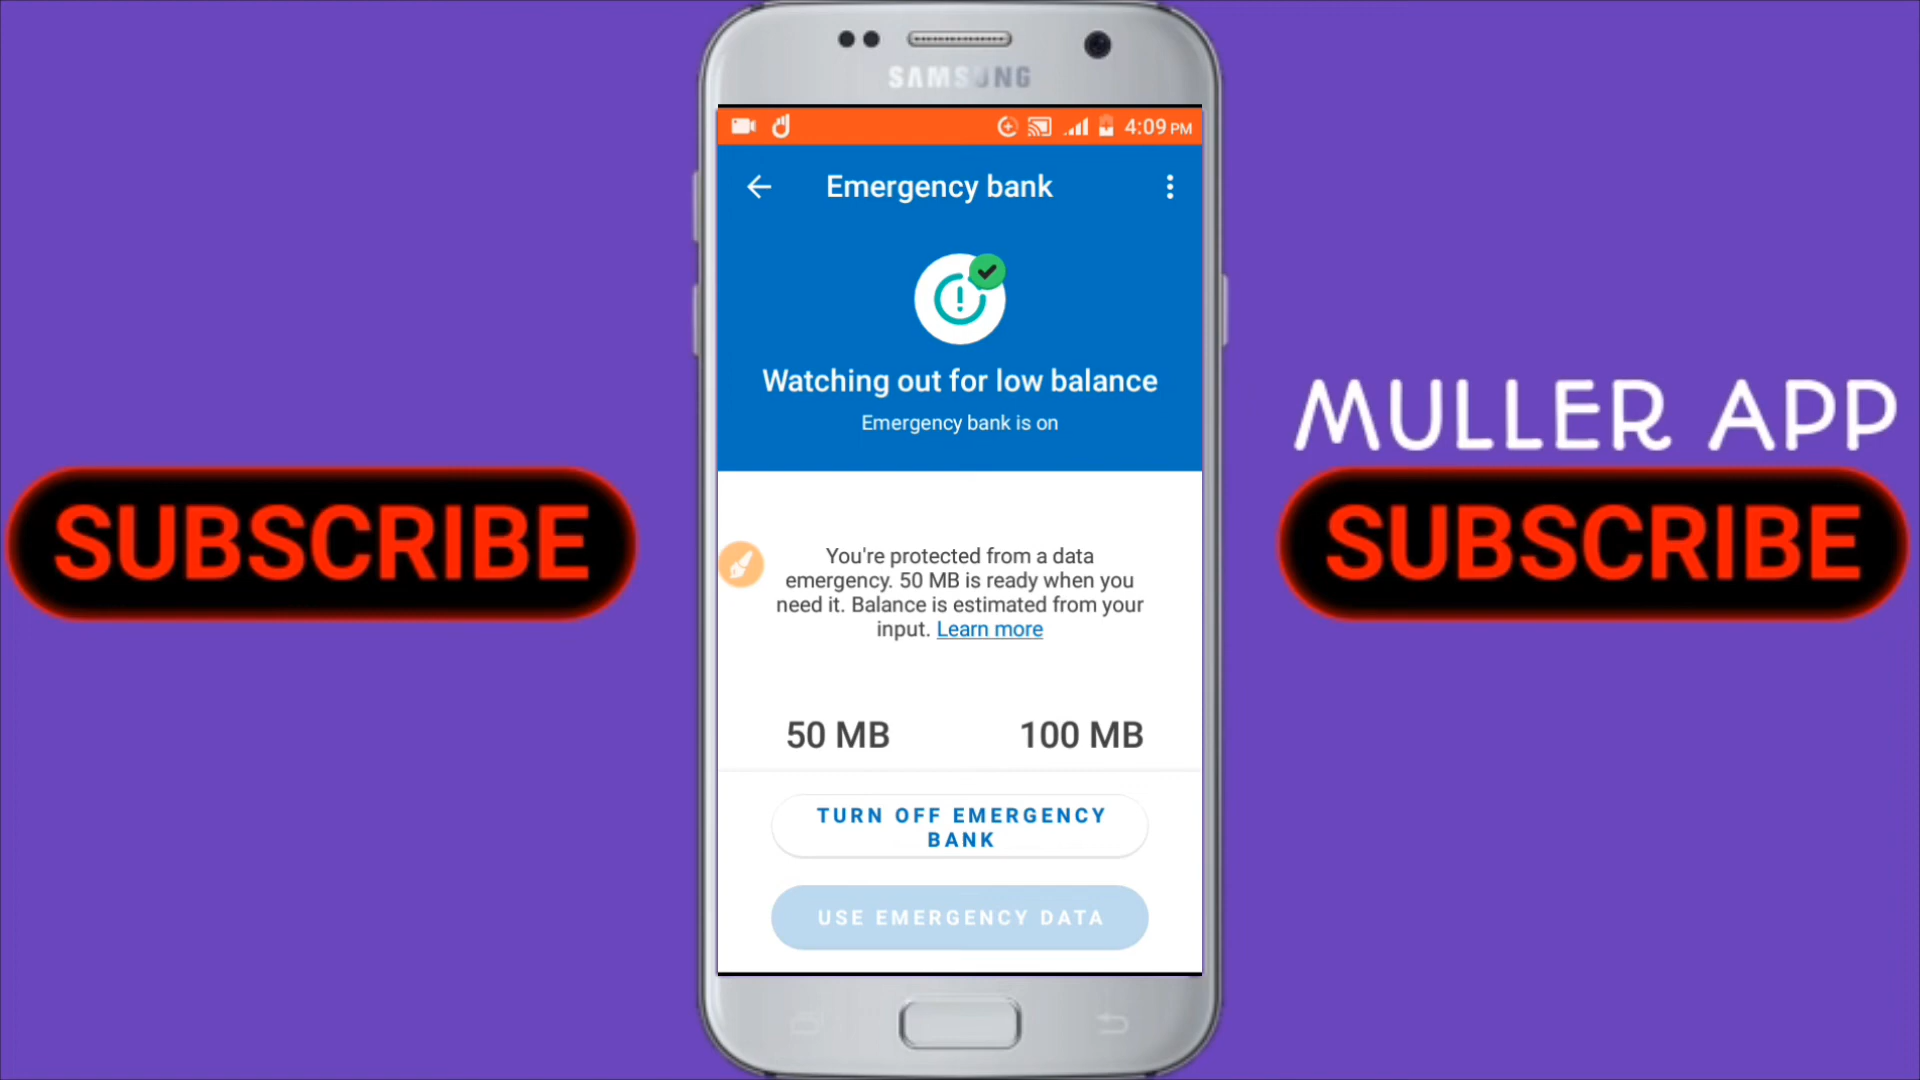 SAMSUNG
4:09 PM
Emergency bank
Watching out for low balance
Emergency bank is on
You're protected from a data
emergency. 50 MB is ready when you
need it. Balance is estimated from your
input. Learn more
50 MB
100 MB
TURN OFF EMERGENCY
BANK
USE EMERGENCY DATA
SUBSCRIBE
MULLER APP
SUBSCRIBE